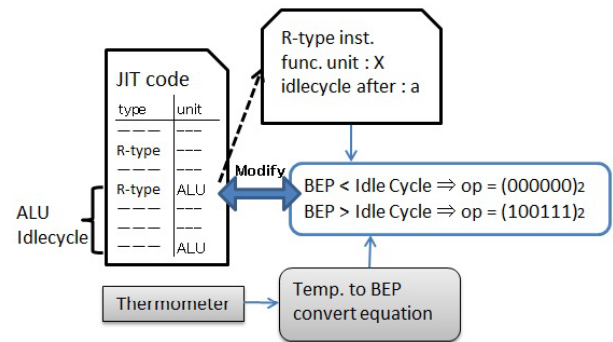 JIT code
type unit
--- ---
R-type ---
--- ---
R-type ALU
--- ---
--- ---
--- ALU
ALU
Idlecycle
R-type inst.
func. unit : X
idlecycle after : a
Modify
BEP < Idle Cycle ⇒ op = (000000)2
BEP > Idle Cycle ⇒ op = (100111)2
Thermometer
Temp. to BEP
convert equation